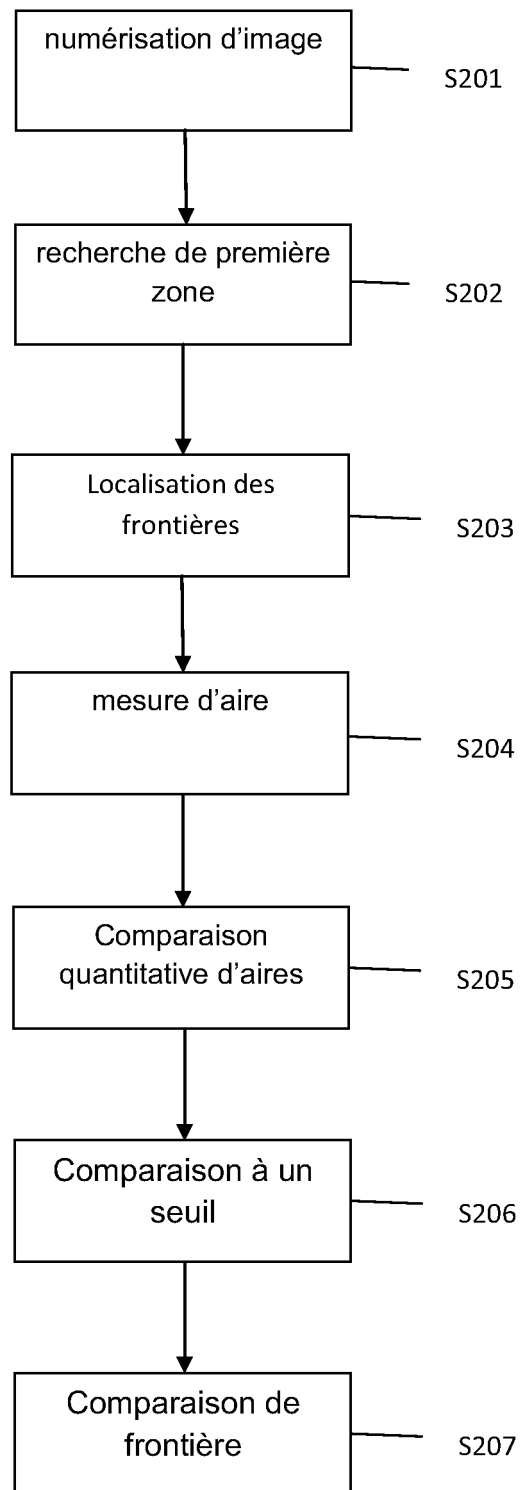 numérisation d’image
S201
recherche de première
zone
S202
Localisation des
frontières
S203
mesure d’aire
S204
Comparaison
quantitative d’aires
S205
Comparaison à un
seuil
S206
Comparaison de
frontière
S207